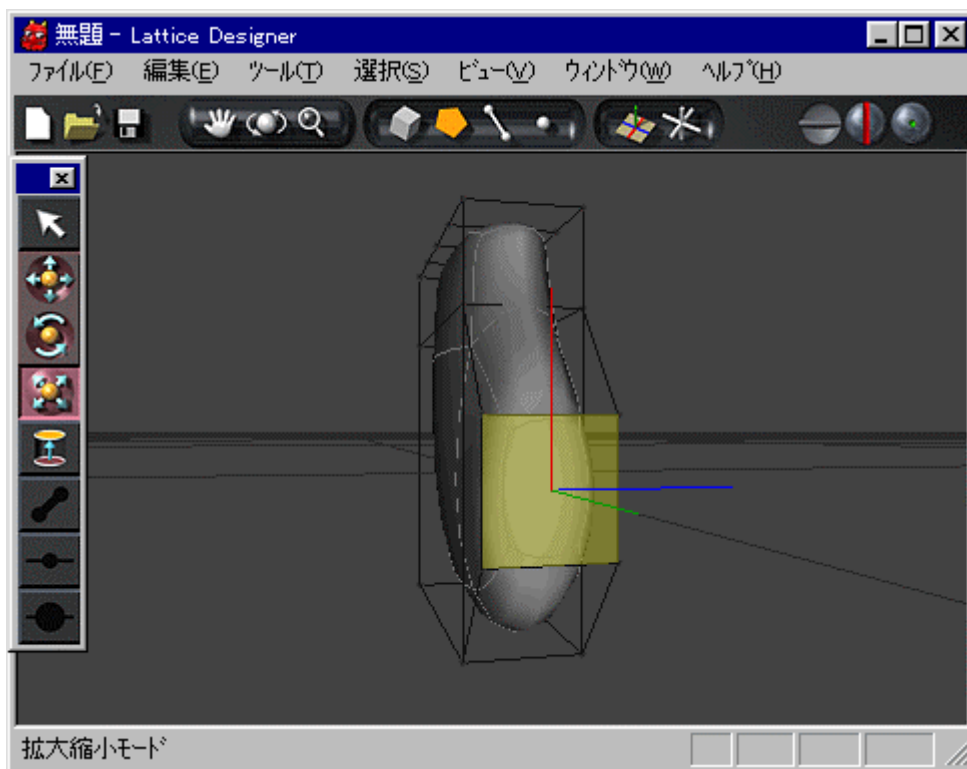 無題 - Lattice Designer
ファイル(F) 編集(E) ツール(T) 選択(S) ビュー(V) ウィンドウ(W) ヘルプ(H)
拡大縮小モード